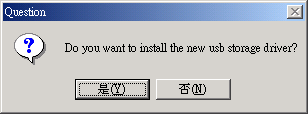 Question
Do you want to install the new usb storage driver?
是(Y)
否(N)